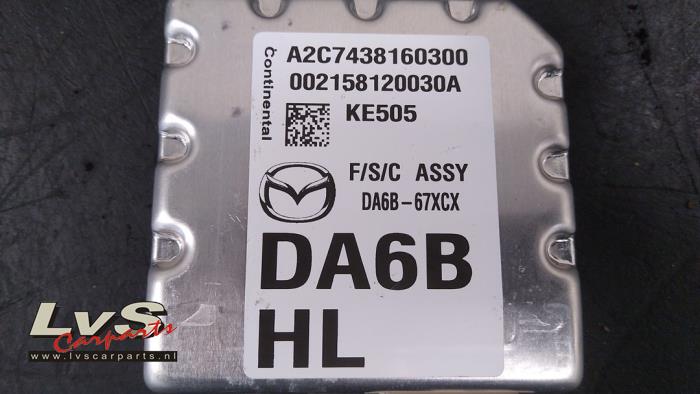 Continental
A2C7438160300
002158120030A
KE505
F/S/C ASSY
DA6B-67XCX
DA6B
HL
LvS
Carparts
www.lvscarparts.nl